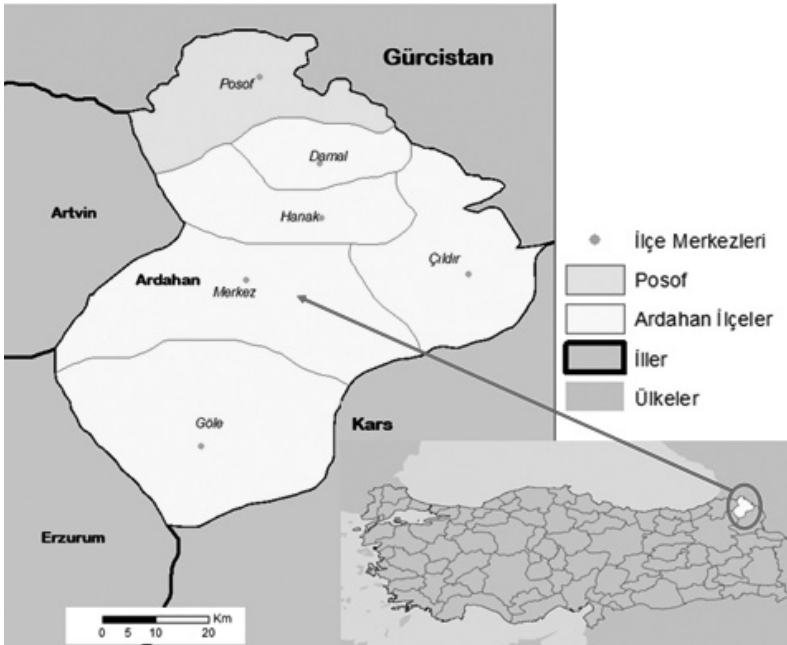 Gürcistan
Posof
Damal
Artvin
Hanak
Çıldır
Ardahan
Merkez
Göle
Kars
Erzurum
Km
0 5 10 20
İlçe Merkezleri
Posof
Ardahan İlçeler
İller
Ülkeler